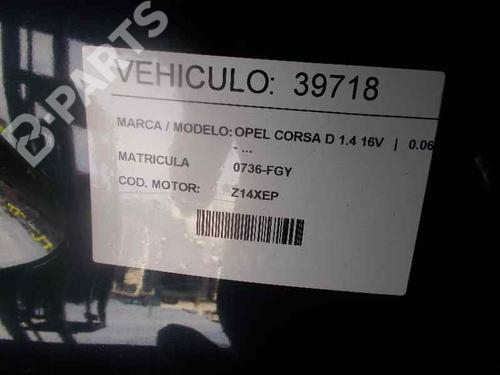 B-PARTS
VEHICULO: 39718
MARCA / MODELO: OPEL CORSA D 1.4 16V | 0.06
- ...
MATRICULA 0736-FGY
COD. MOTOR: Z14XEP